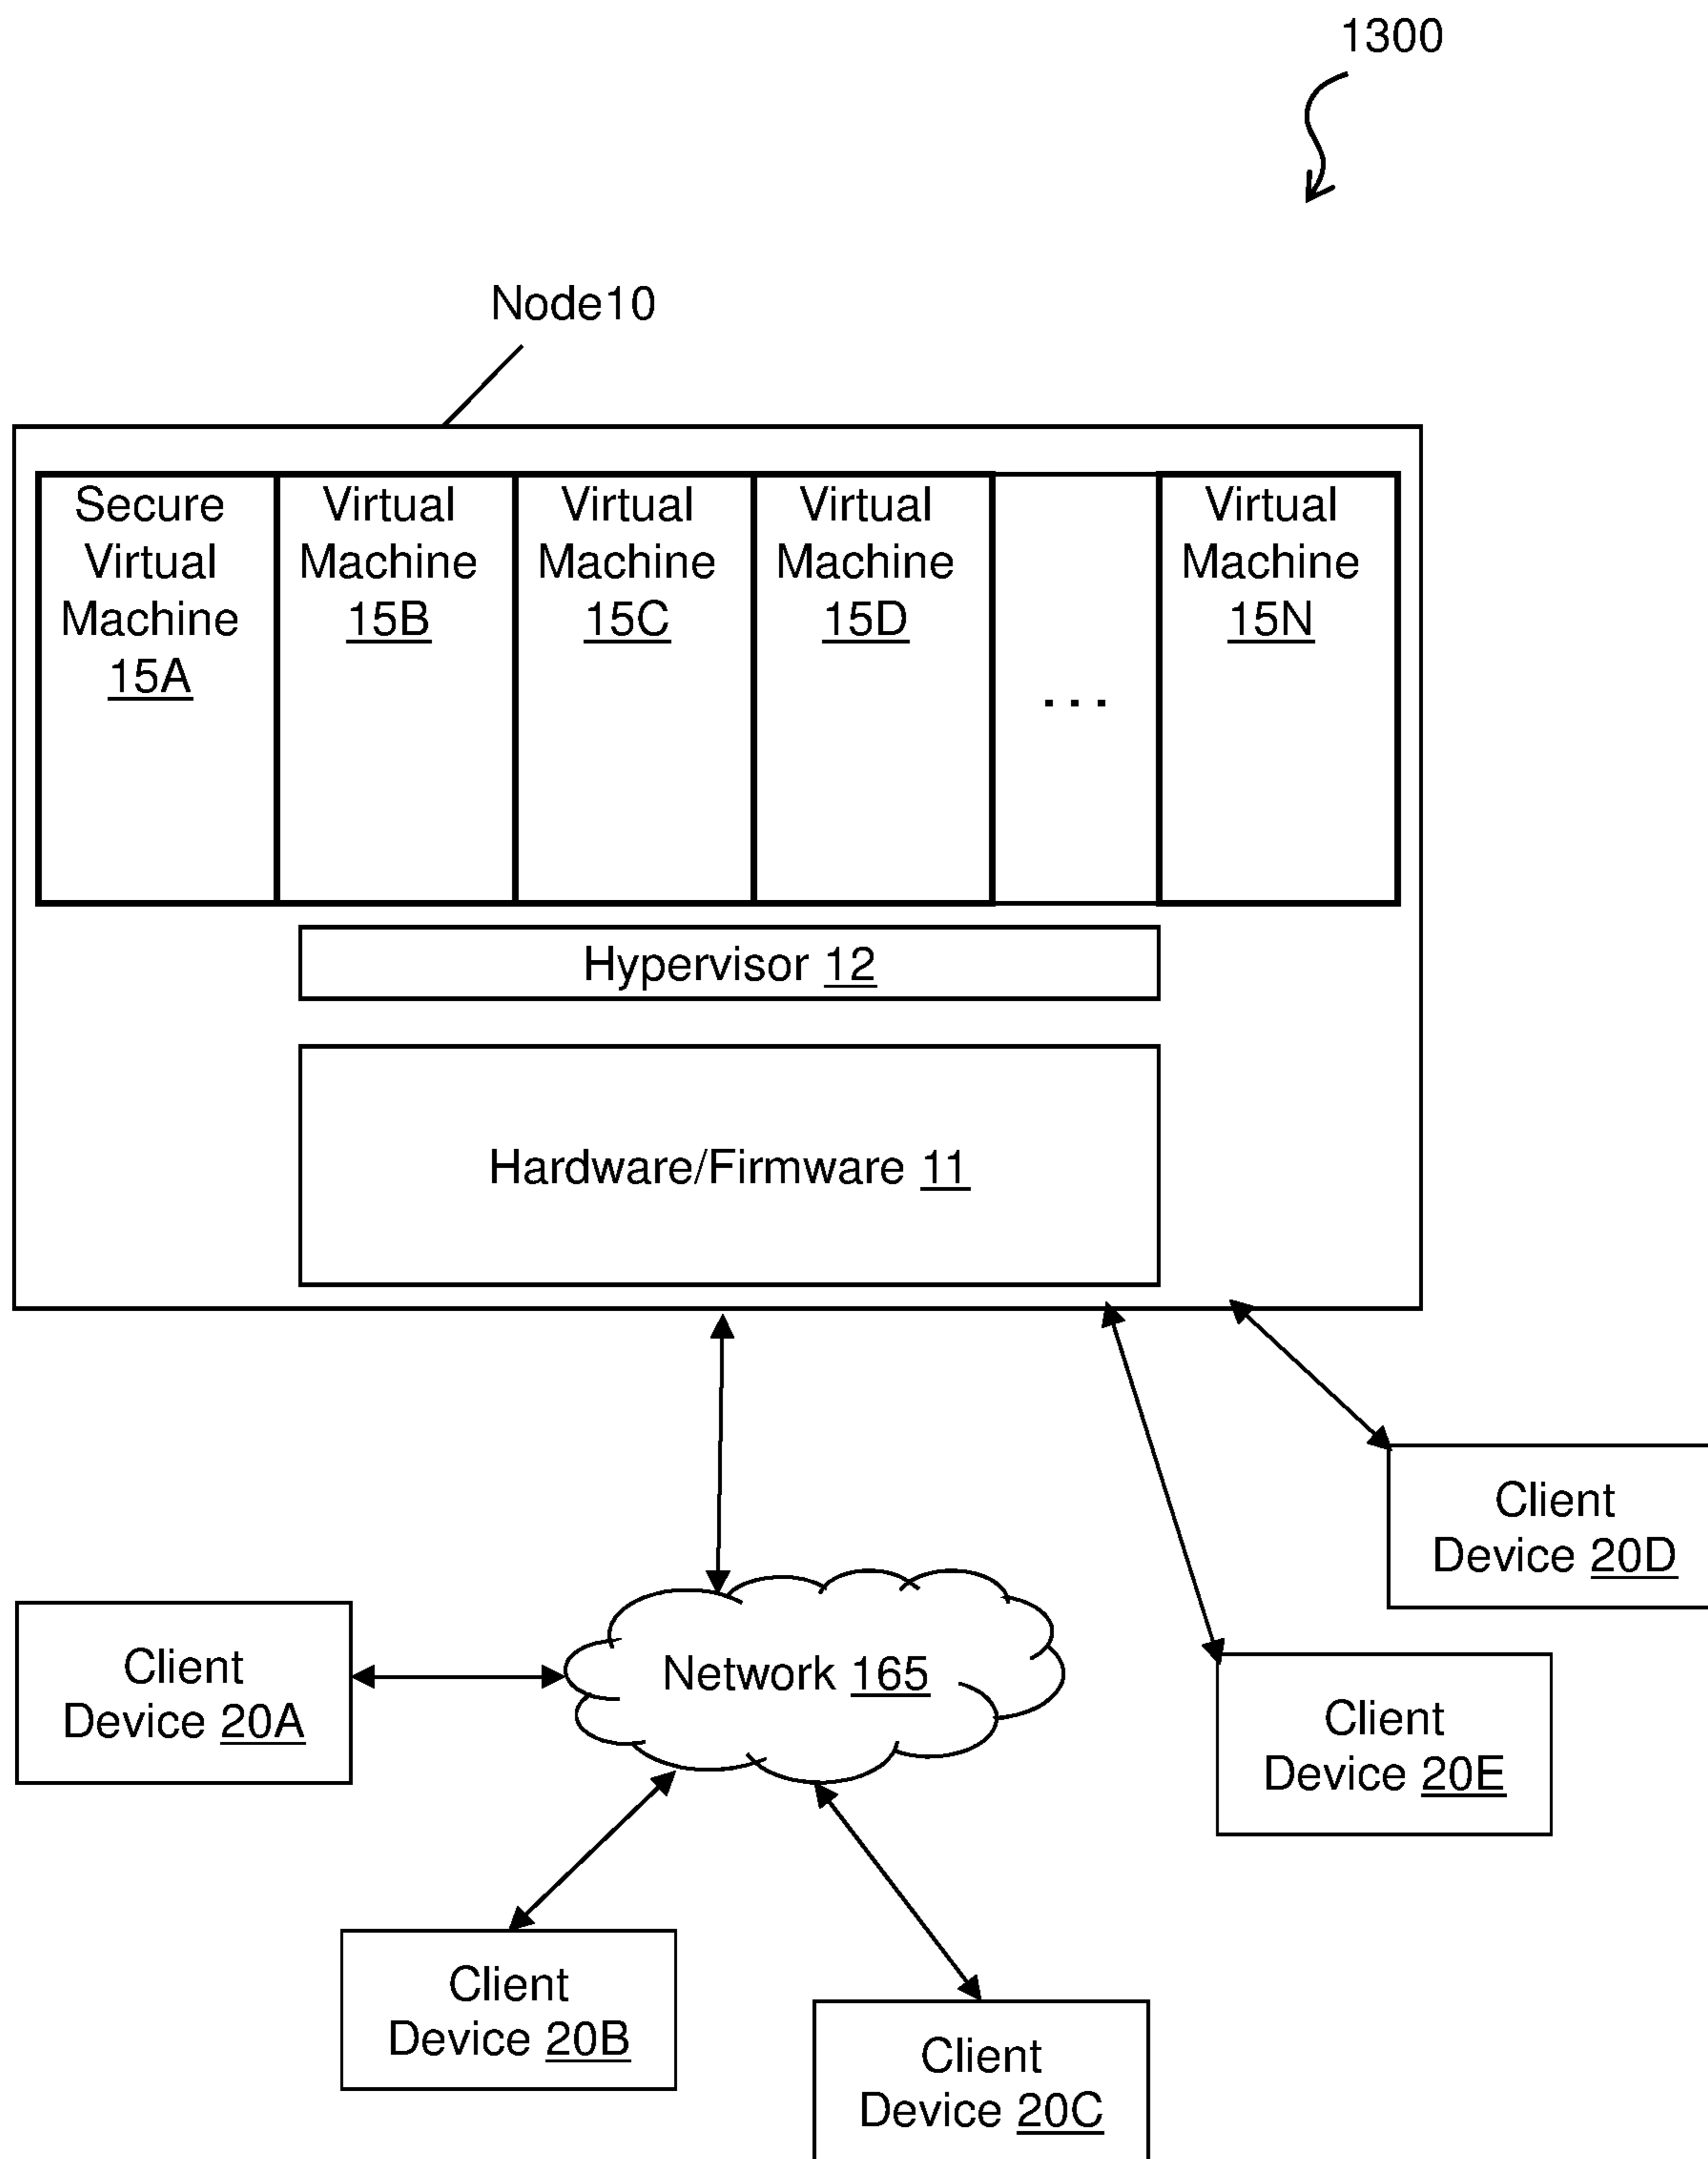 1300
Node10
Secure
Virtual
Machine
15A
Virtual
Machine
15B
Virtual
Machine
15C
Virtual
Machine
15D
...
Virtual
Machine
15N
Hypervisor 12
Hardware/Firmware 11
Client
Device 20D
Network 165
Client
Device 20A
Client
Device 20E
Client
Device 20B
Client
Device 20C